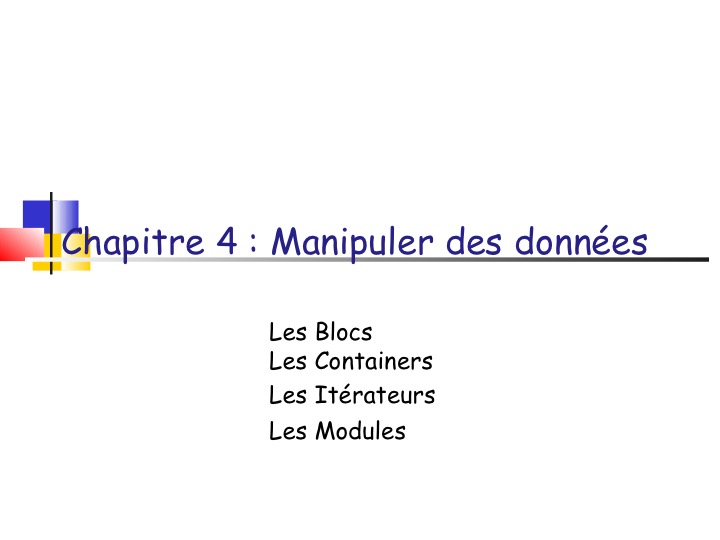 Chapitre 4 : Manipuler des données
Les Blocs
Les Containers
Les Itérateurs
Les Modules